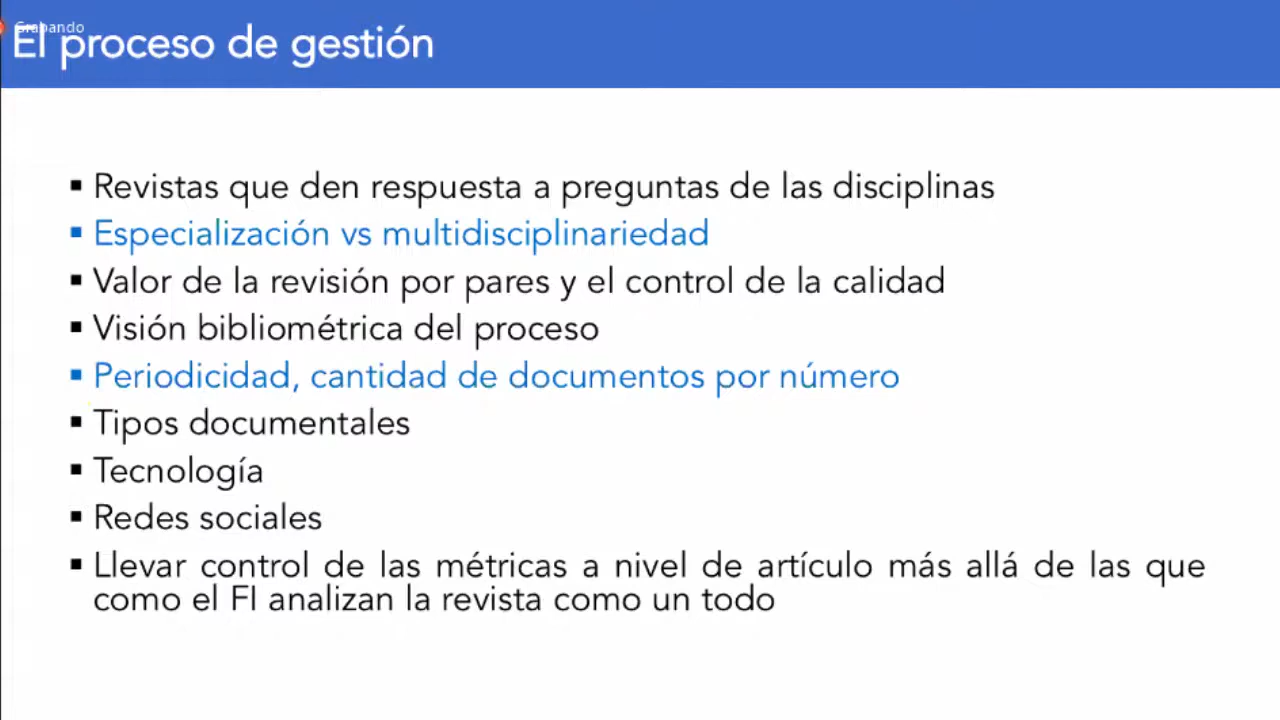 Grabando
El proceso de gestión
▪ Revistas que den respuesta a preguntas de las disciplinas
▪ Especialización vs multidisciplinariedad
▪ Valor de la revisión por pares y el control de la calidad
▪ Visión bibliométrica del proceso
▪ Periodicidad, cantidad de documentos por número
▪ Tipos documentales
▪ Tecnología
▪ Redes sociales
▪ Llevar control de las métricas a nivel de artículo más allá de las que
como el FI analizan la revista como un todo